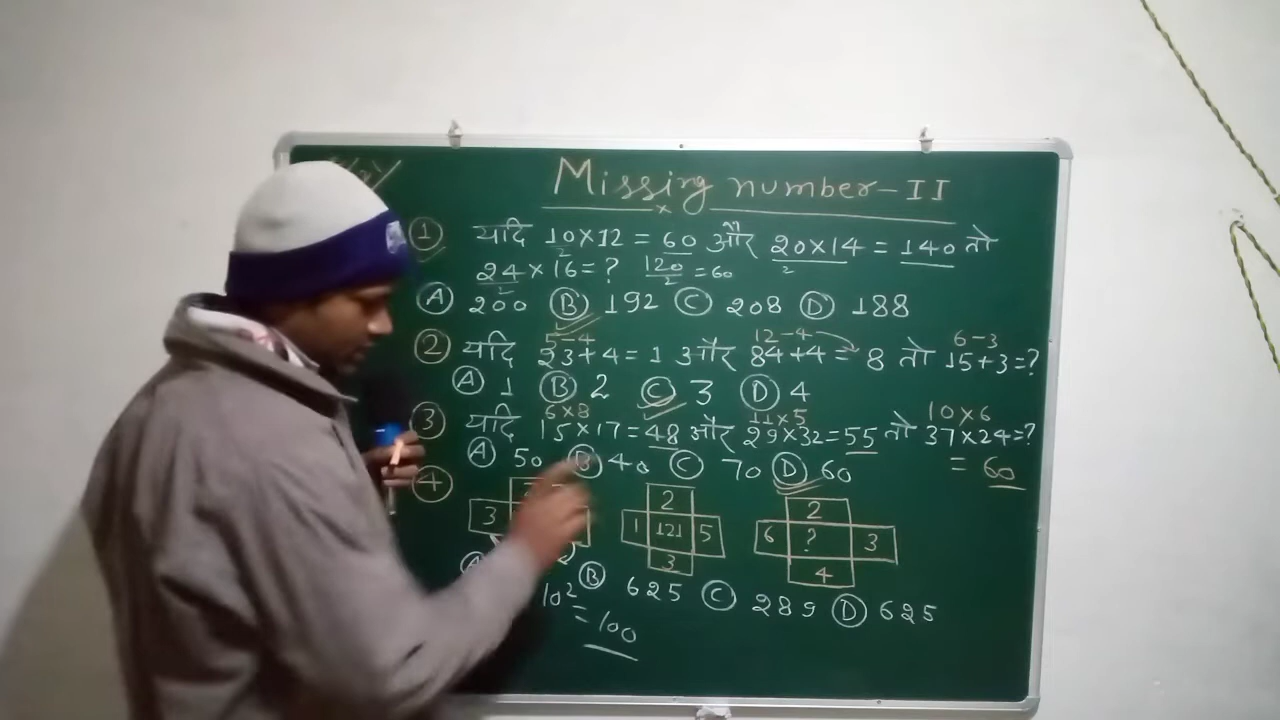 Missing number-II
① यदि 10×12 = 60 और 20×14 = 140 तो
2 2
24×16=? 120/2 =60
2
Ⓐ 200 Ⓑ 192 Ⓒ 208 Ⓓ 188
5-4 12-4 6-3
② यदि 23+4=1 और 84+4=8 तो 15+3=?
Ⓐ 1 Ⓑ 2 Ⓒ 3 Ⓓ 4
6×8 11×5 10×6
③ यदि 15×17=48 और 29×32=55 तो 37×24=?
Ⓐ 50 Ⓑ 40 Ⓒ 70 Ⓓ 60 = 60
④
2 2
3 1 121 5 6 ? 3
3 4
Ⓑ 625 Ⓒ 289 Ⓓ 625
10² = 100